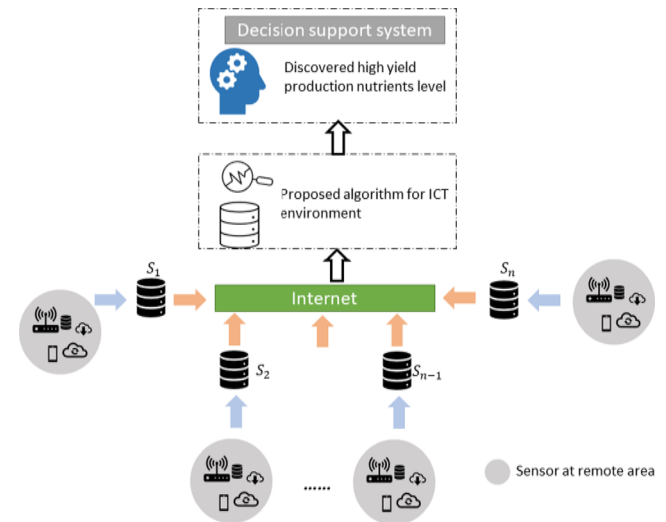 Decision support system
Discovered high yield
production nutrients level
Proposed algorithm for ICT
environment
S₁
Sₙ
Internet
S₂
Sₙ₋₁
......
Sensor at remote area